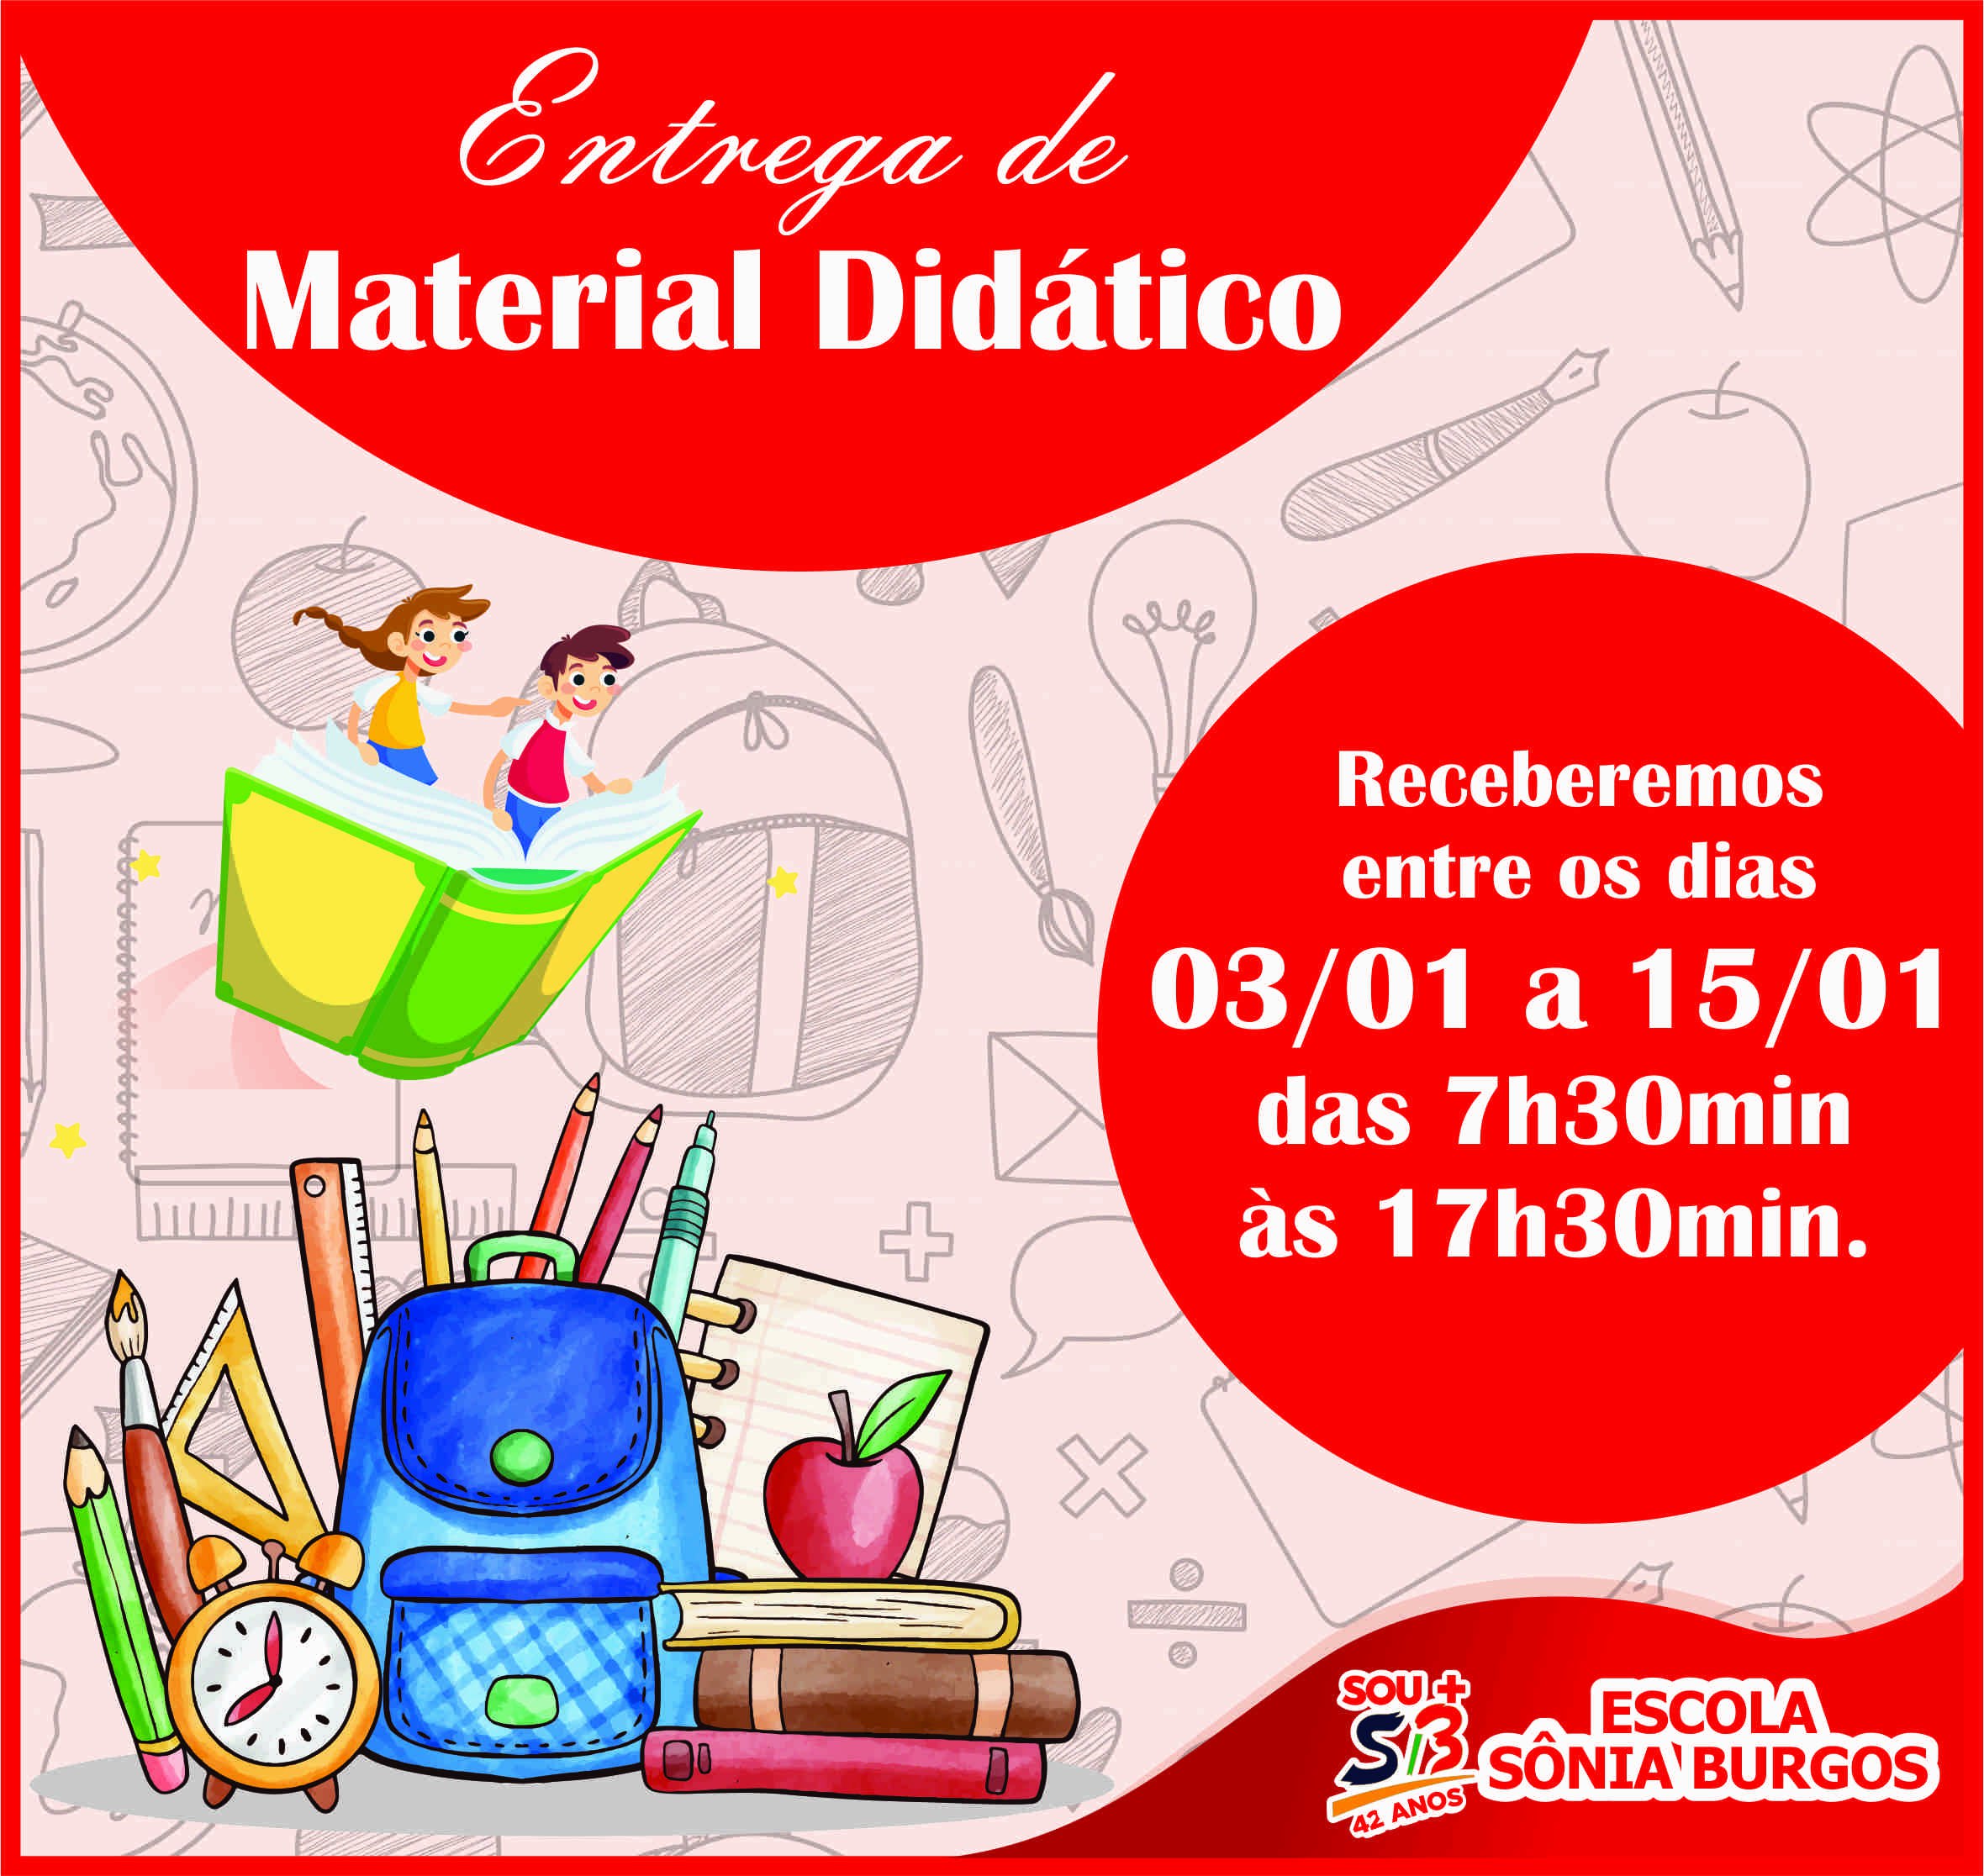 Entrega de
Material Didático
Receberemos
entre os dias
03/01 a 15/01
das 7h30min
às 17h30min.
SOU +
SB
42 ANOS
ESCOLA
SÔNIA BURGOS